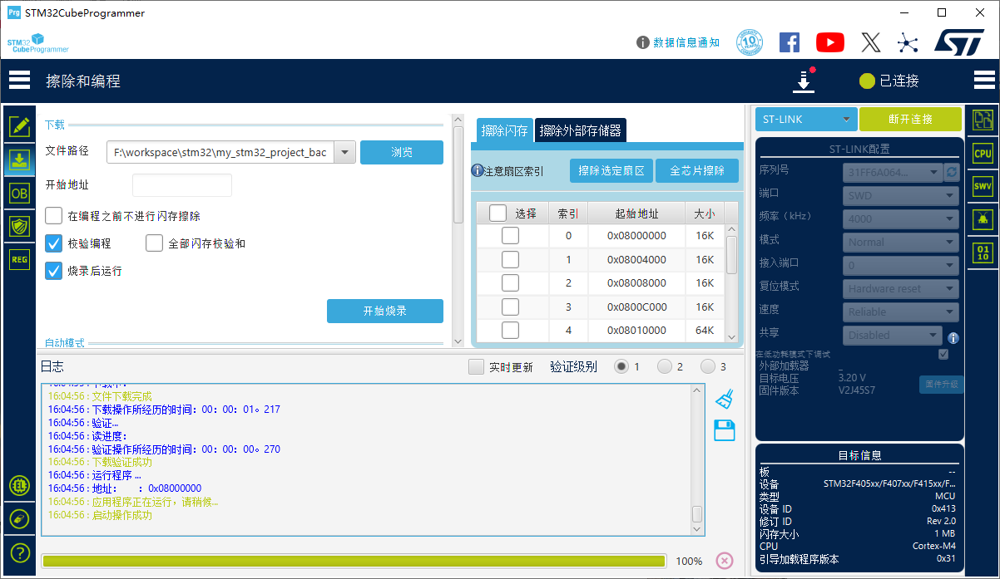 STM32CubeProgrammer
STM32
CubeProgrammer
数据信息通知
擦除和编程
已连接
下载
文件路径
F:\workspace\stm32\my_stm32_project_bac
浏览
开始地址
在编程之前不进行闪存擦除
校验编程
全部闪存校验和
烧录后运行
开始烧录
自动模式
擦除闪存
擦除外部存储器
注意扇区索引
擦除选定扇区
全芯片擦除
选择 索引 起始地址 大小
0 0x08000000 16K
1 0x08004000 16K
2 0x08008000 16K
3 0x0800C000 16K
4 0x08010000 64K
日志
实时更新 验证级别 1 2 3
16:04:56 : 文件下载完成
16:04:56 : 下载操作所经历的时间：00：00：01。217
16:04:56 : 验证...
16:04:56 : 读进度：
16:04:56 : 验证操作所经历的时间：00：00：00。270
16:04:56 : 下载验证成功
16:04:56 : 运行程序 ...
16:04:56 : 地址： ：0x08000000
16:04:56 : 应用程序正在运行，请稍候...
16:04:56 : 启动操作成功
100%
ST-LINK
断开连接
ST-LINK配置
序列号 31FF6A064...
端口 SWD
频率（kHz） 4000
模式 Normal
接入端口 0
复位模式 Hardware reset
速度 Reliable
共享 Disabled
在低功耗模式下调试
外部加载器 _
目标电压 3.20 V
固件版本 V2J45S7
固件升级
目标信息
板 --
设备 STM32F405xx/F407xx/F415xx/F...
类型 MCU
设备 ID 0x413
修订 ID Rev 2.0
闪存大小 1 MB
CPU Cortex-M4
引导加载程序版本 0x31
OB
REG
CPU
SWV
01
10